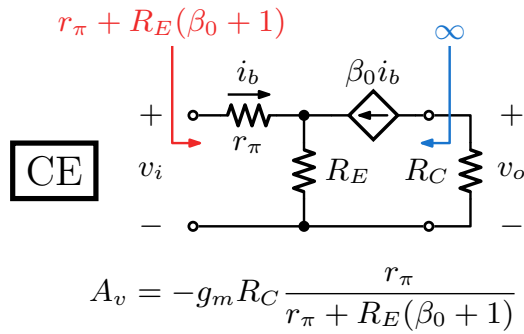 r_π + R_E(β_0 + 1)
∞
i_b
β_0 i_b
+
r_π
+
CE
v_i
R_E
R_C
v_o
−
−
A_v = −g_m R_C \frac{r_π}{r_π + R_E(β_0 + 1)}